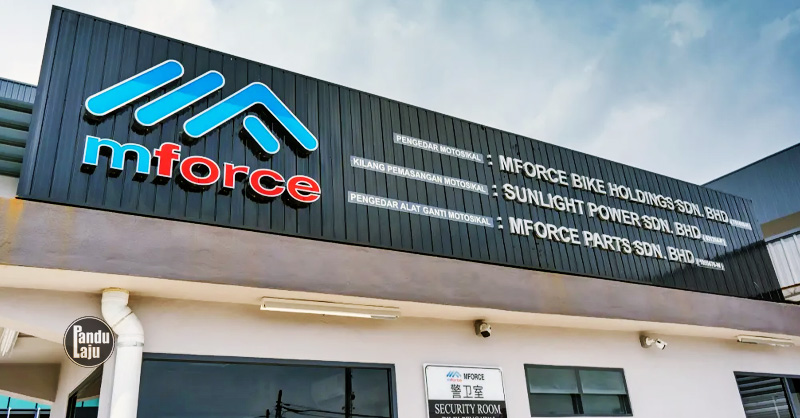 mforce
PENGEDAR MOTOSIKAL : MFORCE BIKE HOLDINGS SDN. BHD
KILANG PEMASANGAN MOTOSIKAL : SUNLIGHT POWER SDN. BHD
PENGEDAR ALAT GANTI MOTOSIKAL : MFORCE PARTS SDN. BHD
Pandu
Laju
MFORCE
警卫室
SECURITY ROOM